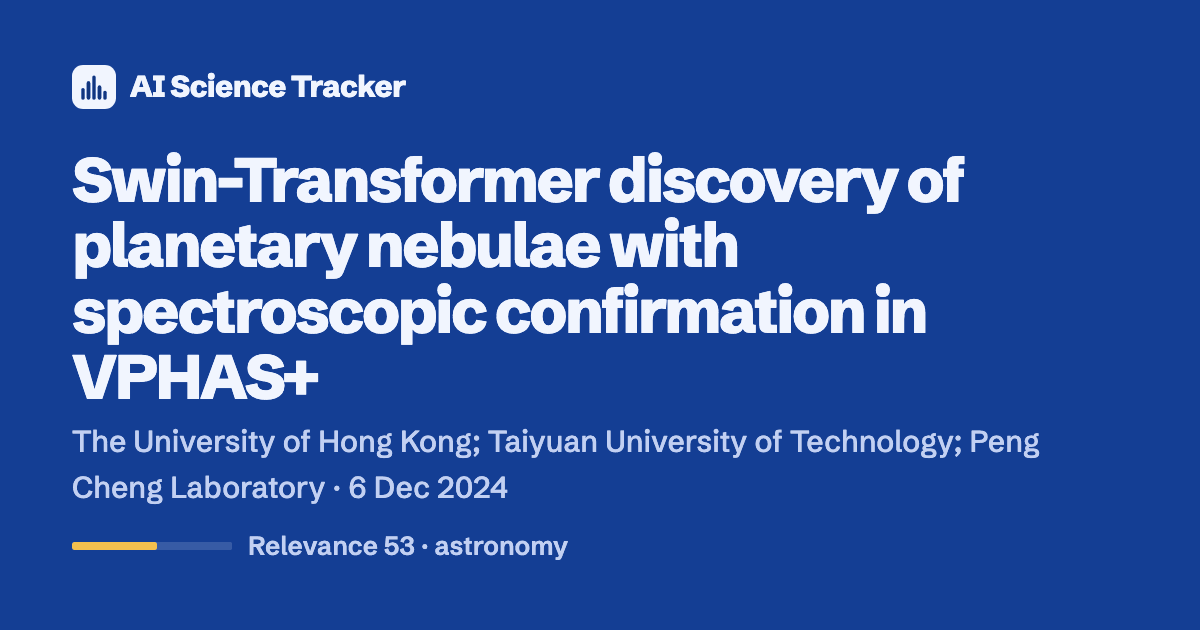 AI Science Tracker
Swin-Transformer discovery of
planetary nebulae with
spectroscopic confirmation in
VPHAS+
The University of Hong Kong; Taiyuan University of Technology; Peng
Cheng Laboratory · 6 Dec 2024
Relevance 53 · astronomy